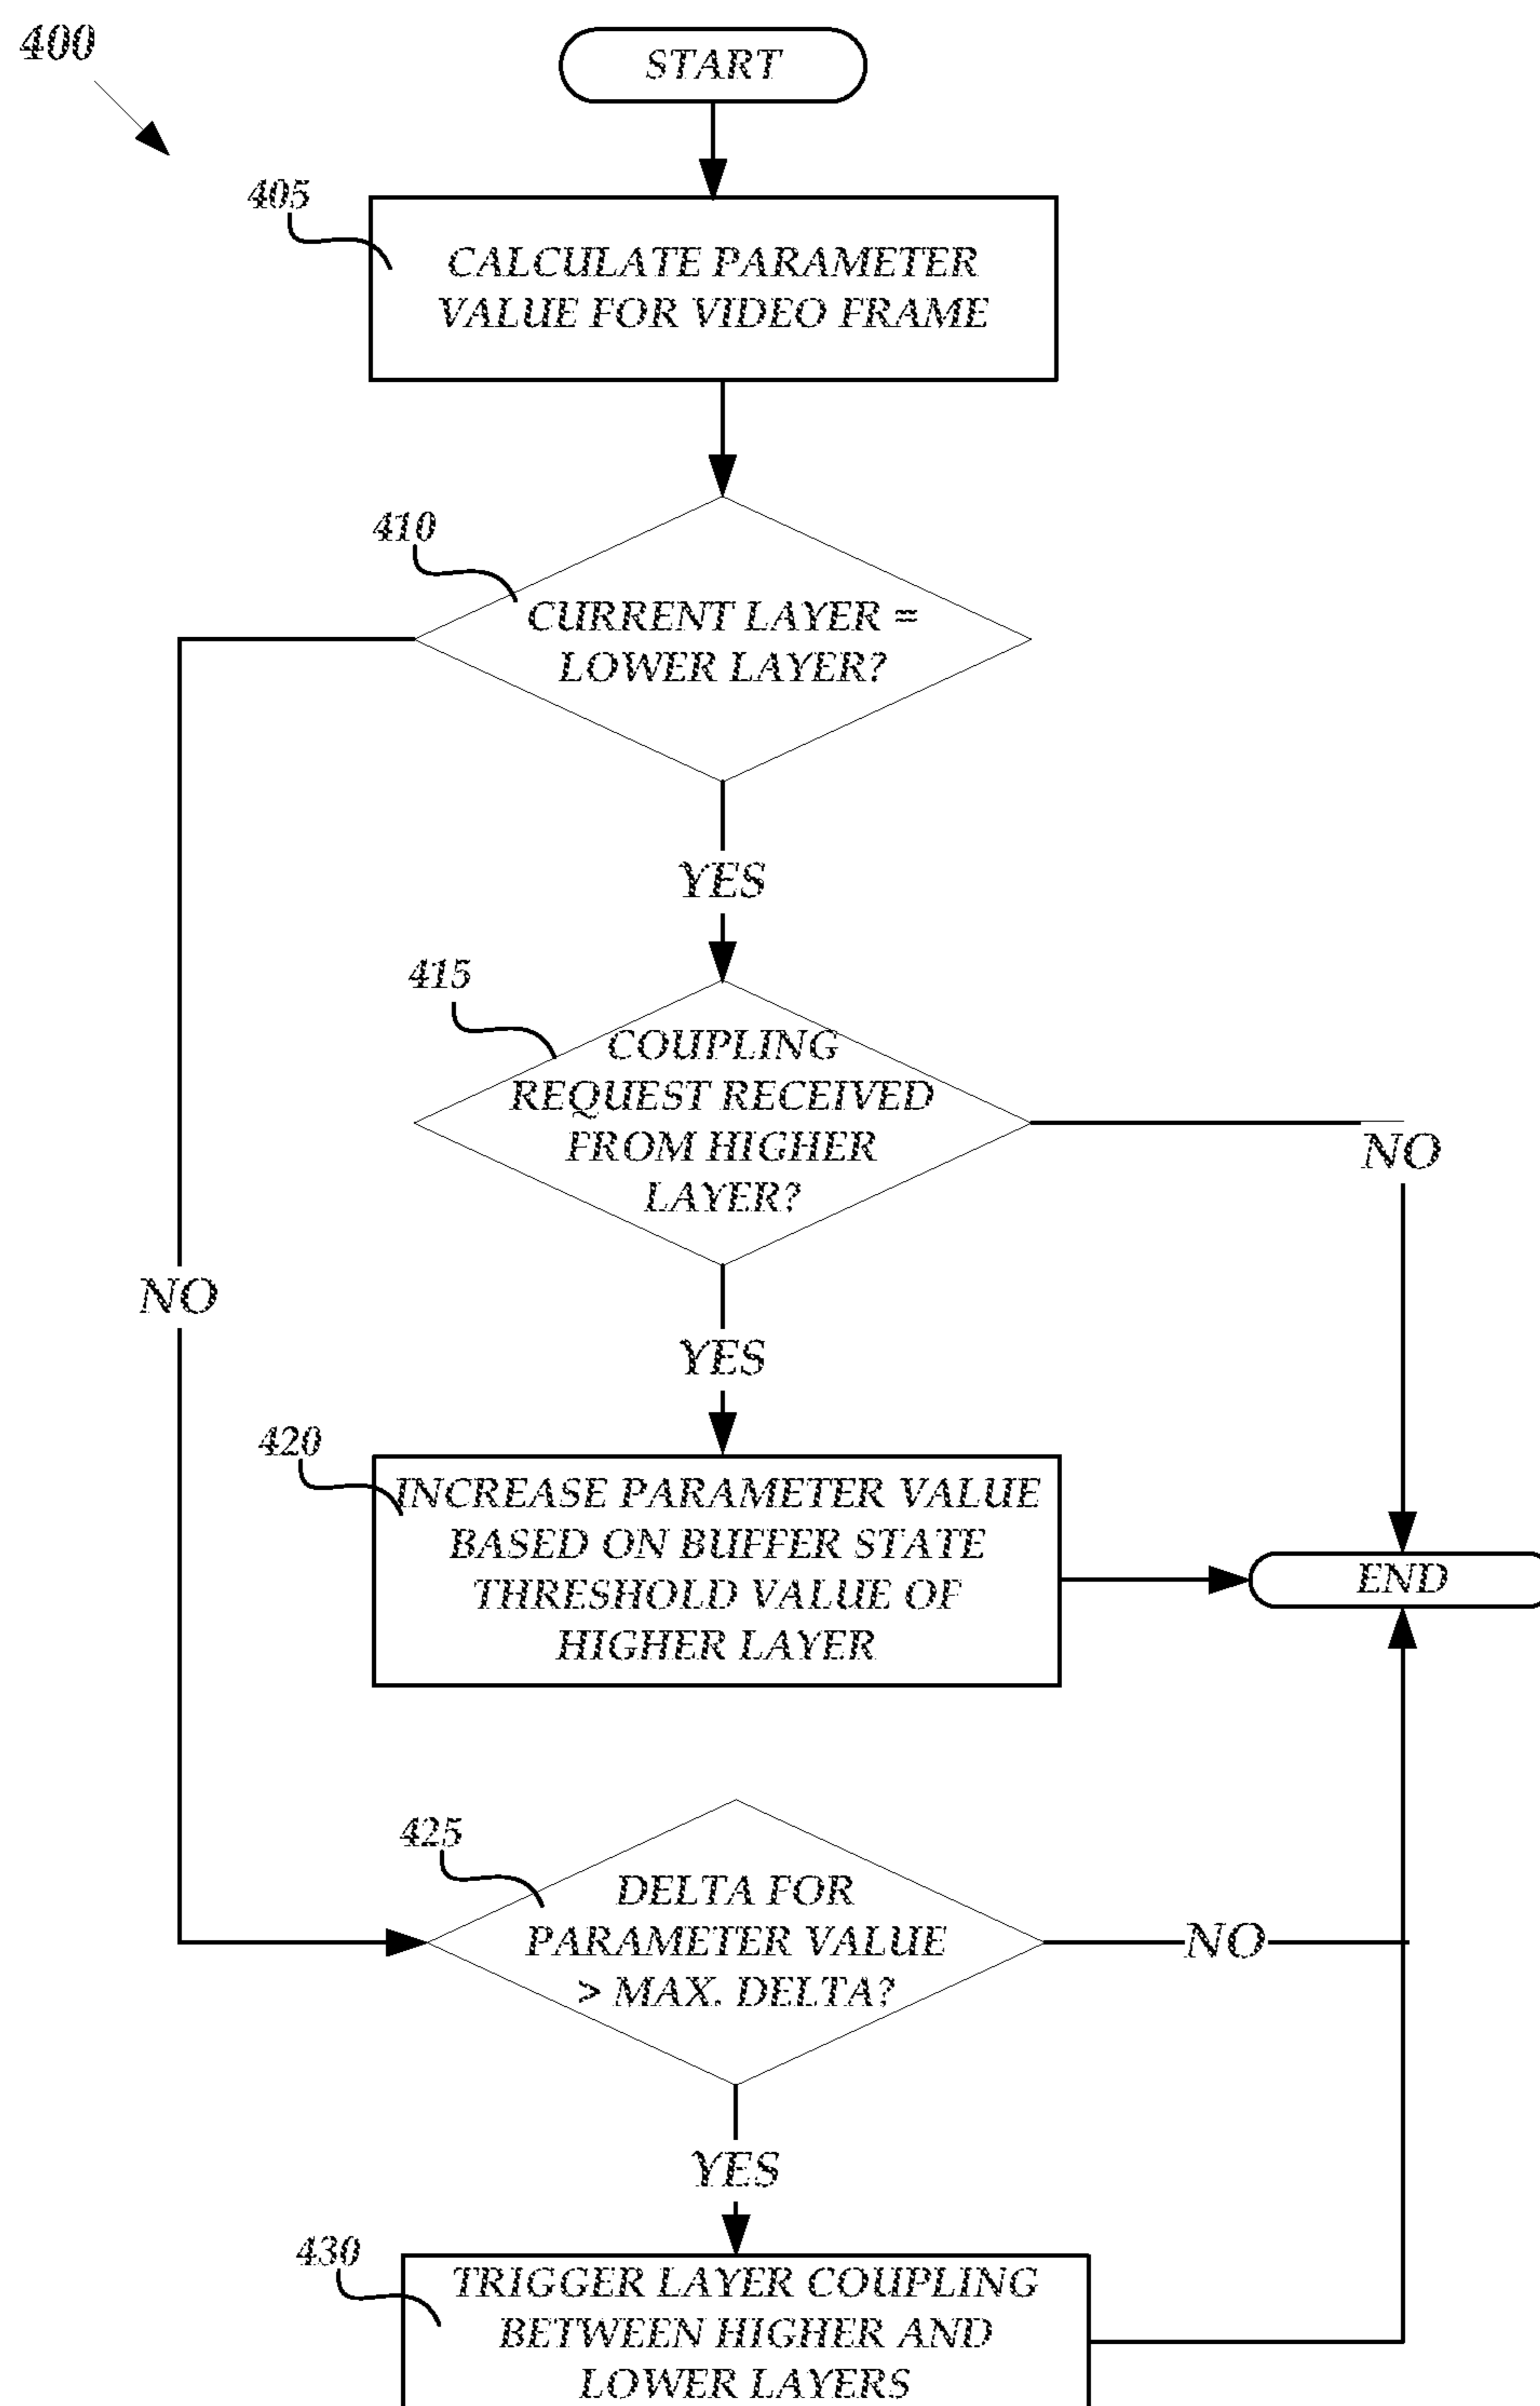 400
START
405
CALCULATE PARAMETER
VALUE FOR VIDEO FRAME
410
CURRENT LAYER =
LOWER LAYER?
YES
415
COUPLING
REQUEST RECEIVED
FROM HIGHER
LAYER?
NO
NO
YES
420
INCREASE PARAMETER VALUE
BASED ON BUFFER STATE
THRESHOLD VALUE OF
HIGHER LAYER
END
425
DELTA FOR
PARAMETER VALUE
> MAX. DELTA?
NO
YES
430
TRIGGER LAYER COUPLING
BETWEEN HIGHER AND
LOWER LAYERS